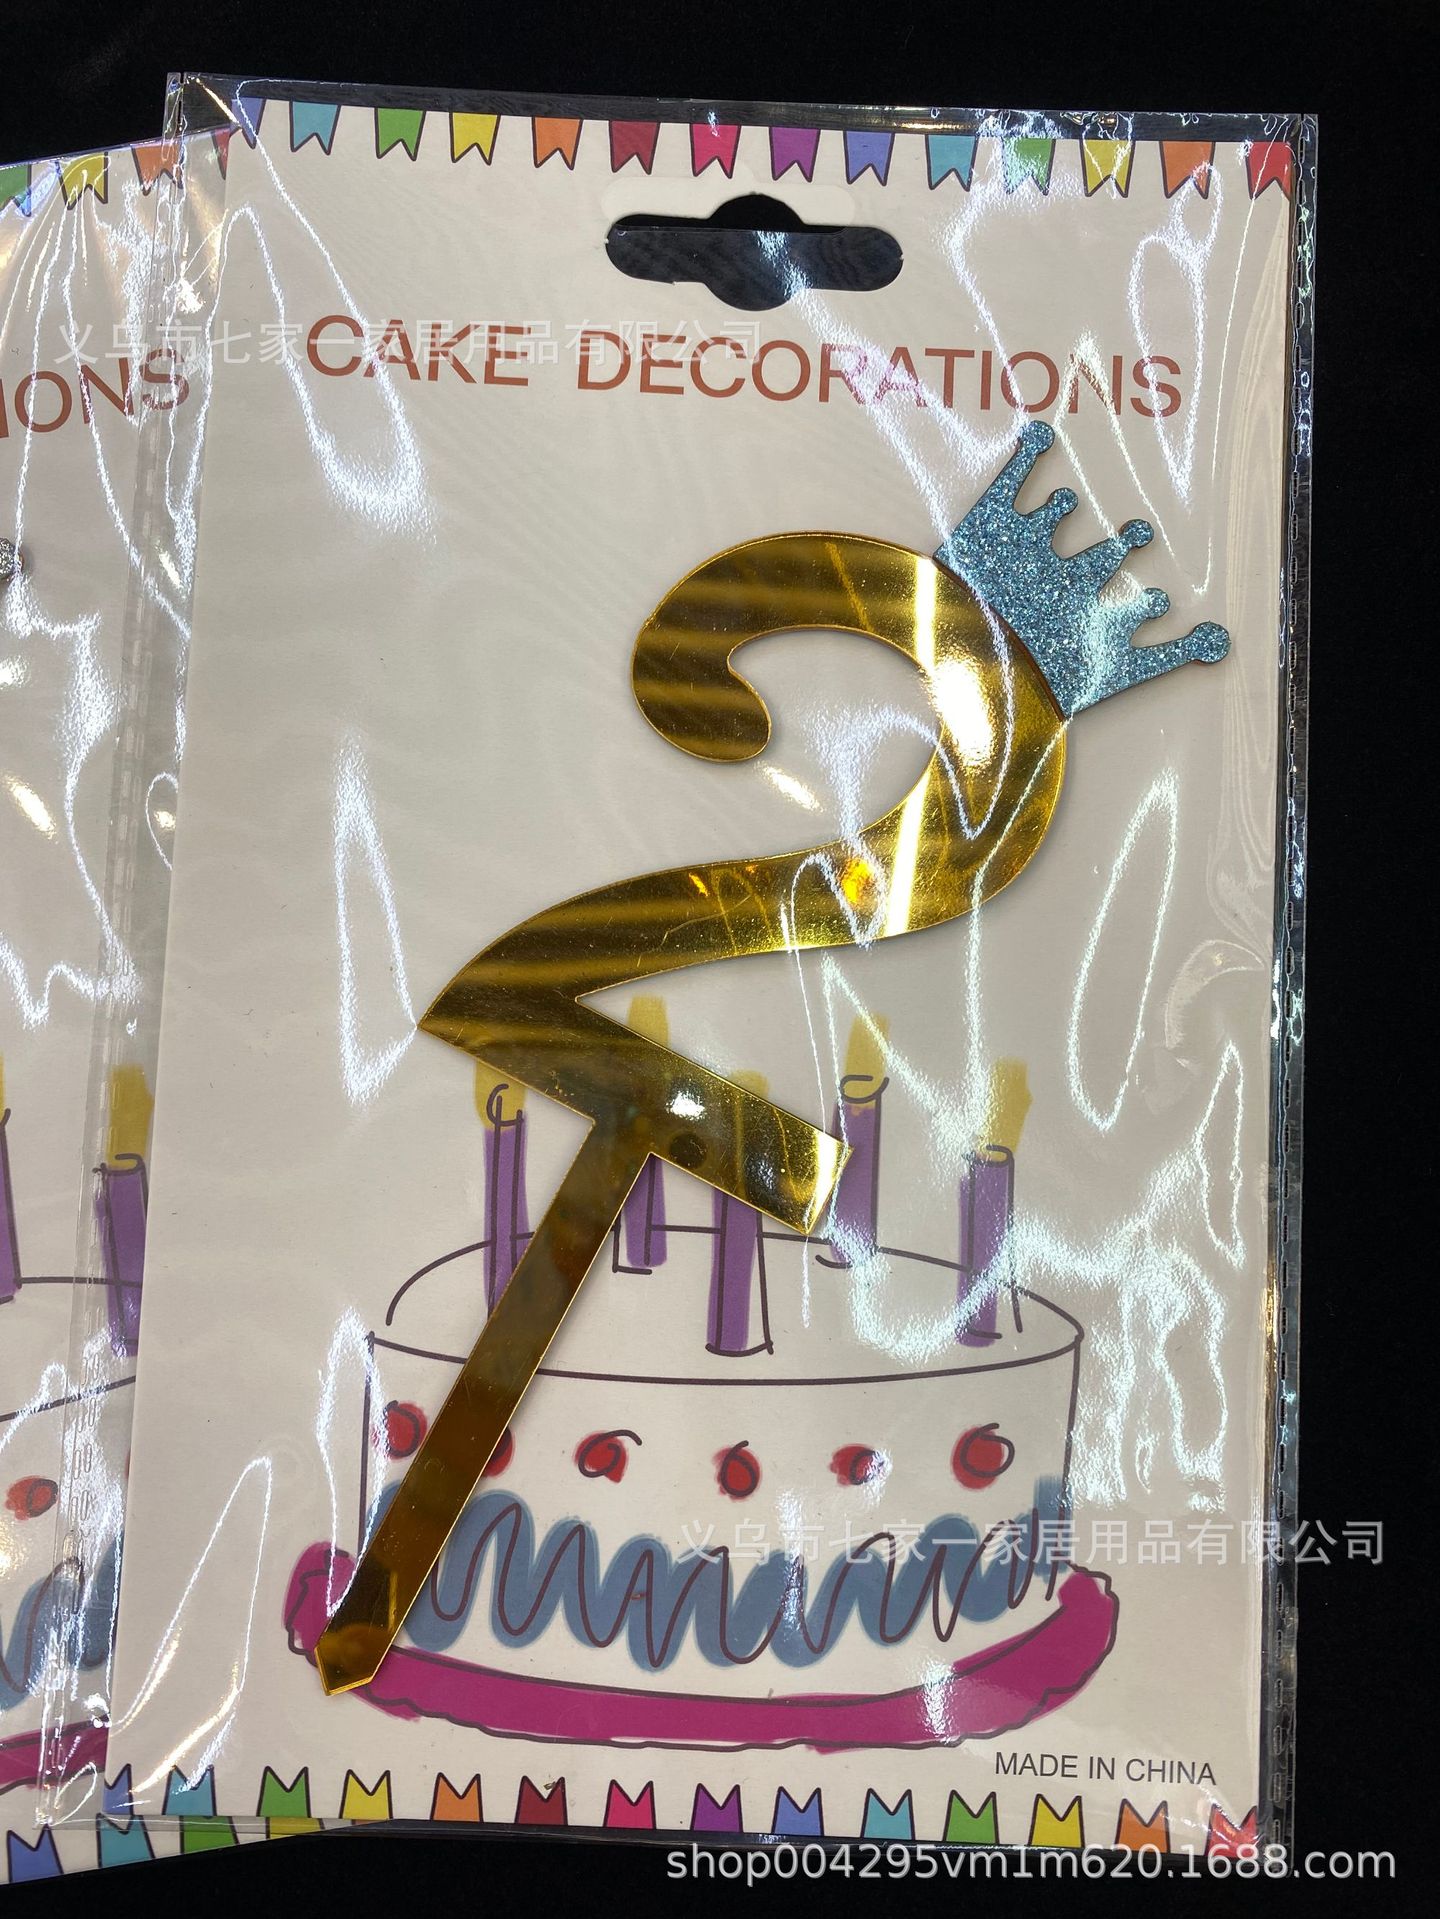 义乌市七家一家居用品有限公司
CAKE DECORATIONS
IONS
2
义乌市七家一家居用品有限公司
MADE IN CHINA
shop004295vm1m620.1688.com